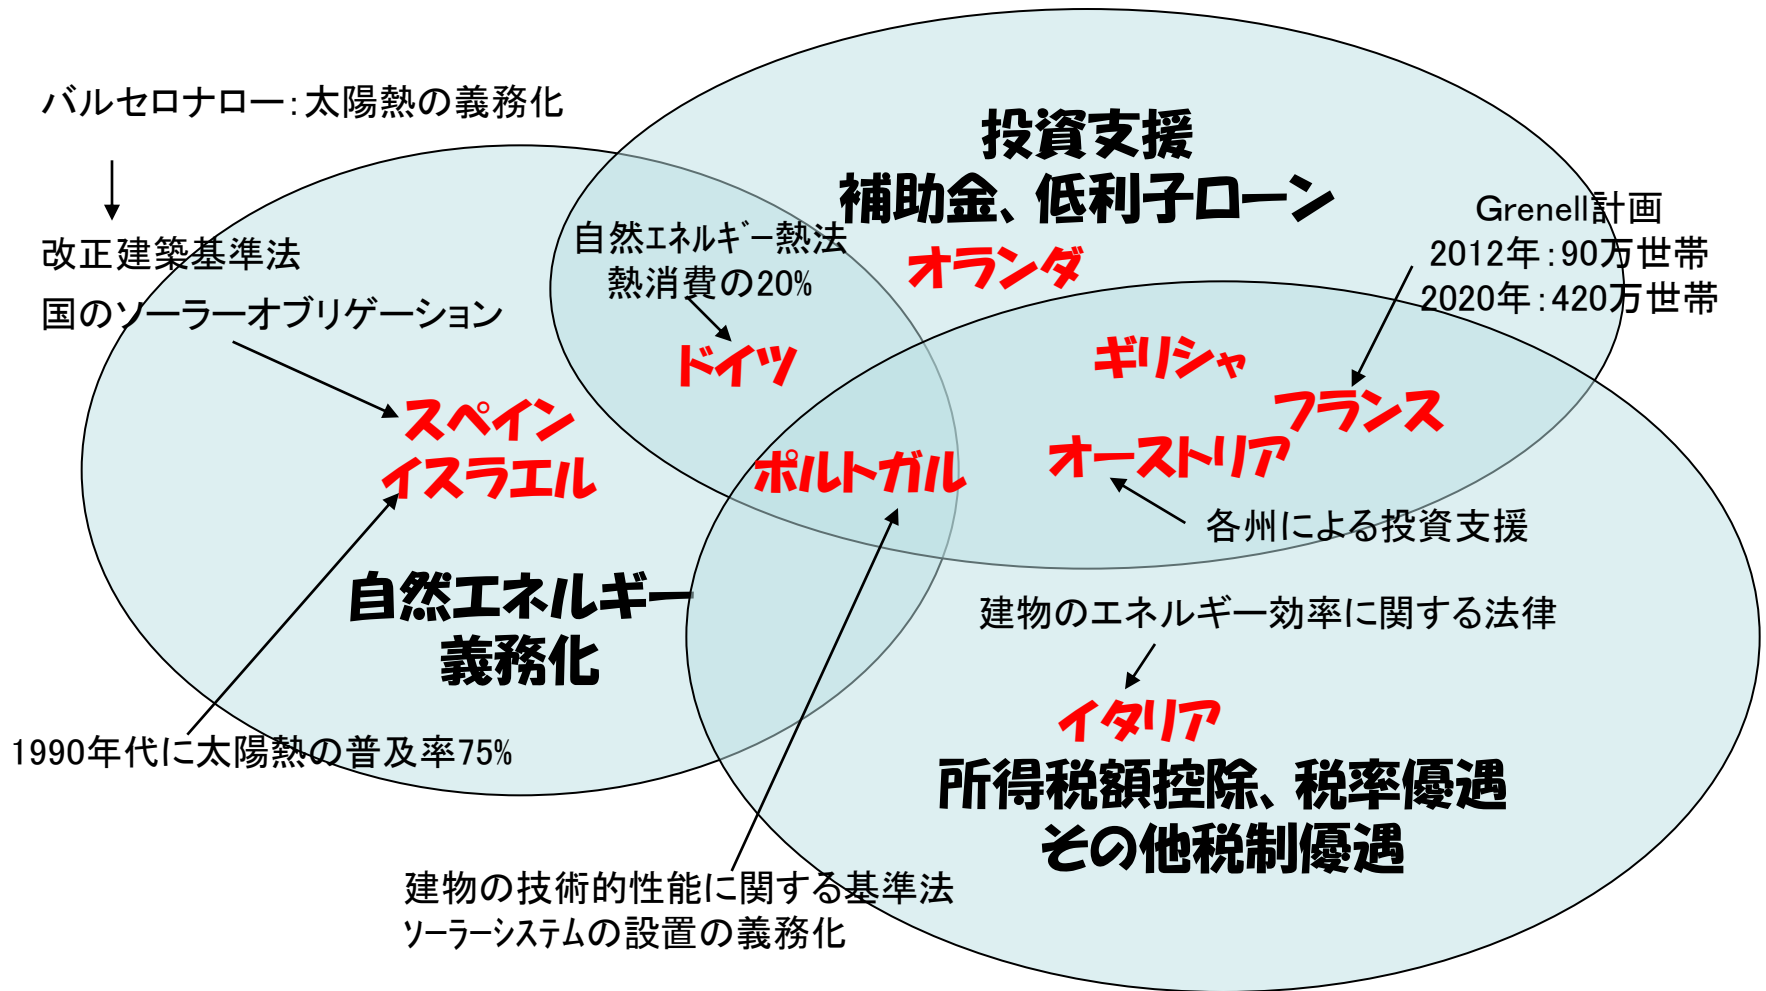 バルセロナロー：太陽熱の義務化
改正建築基準法
国のソーラーオブリゲーション
投資支援
補助金、低利子ローン
オランダ
自然ｴﾈﾙｷﾞｰ熱法
熱消費の20%
ドイツ
Grenell計画
2012年：90万世帯
2020年：420万世帯
ギリシャ
フランス
オーストリア
各州による投資支援
スペイン
イスラエル
ポルトガル
自然エネルギー
義務化
1990年代に太陽熱の普及率75%
建物のエネルギー効率に関する法律
イタリア
所得税額控除、税率優遇
その他税制優遇
建物の技術的性能に関する基準法
ｿｰﾗｰｼｽﾃﾑの設置の義務化